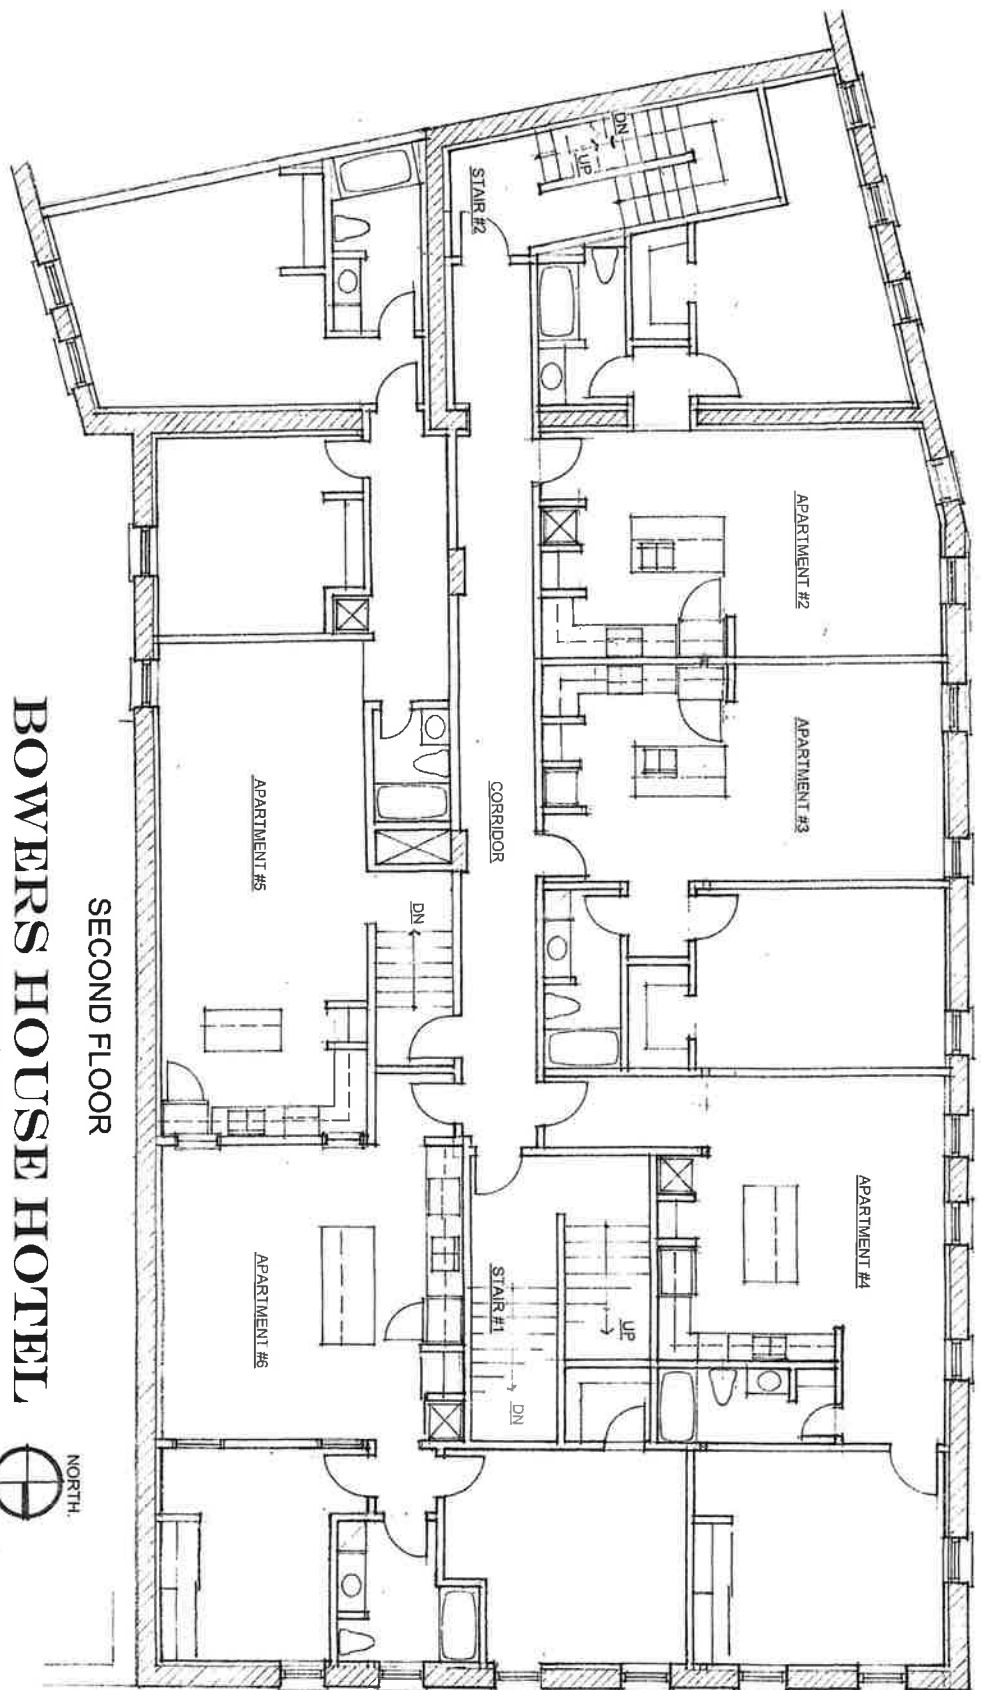 DN
UP
STAIR #2
APARTMENT #2
APARTMENT #3
CORRIDOR
APARTMENT #5
DN
APARTMENT #4
UP
STAIR #1
DN
APARTMENT #6
SECOND FLOOR
BOWERS HOUSE HOTEL
NORTH.